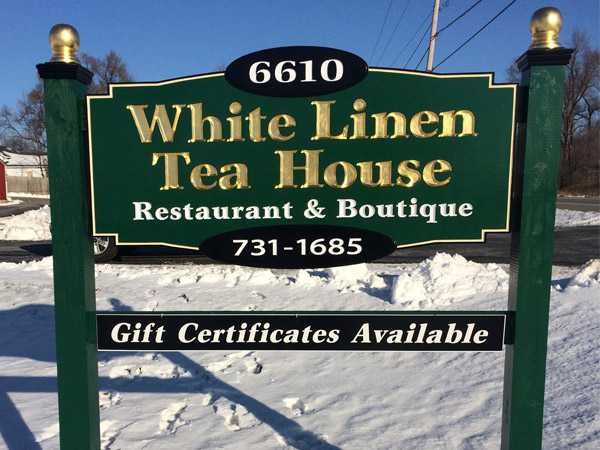 6610
White Linen
Tea House
Restaurant & Boutique
731-1685
Gift Certificates Available